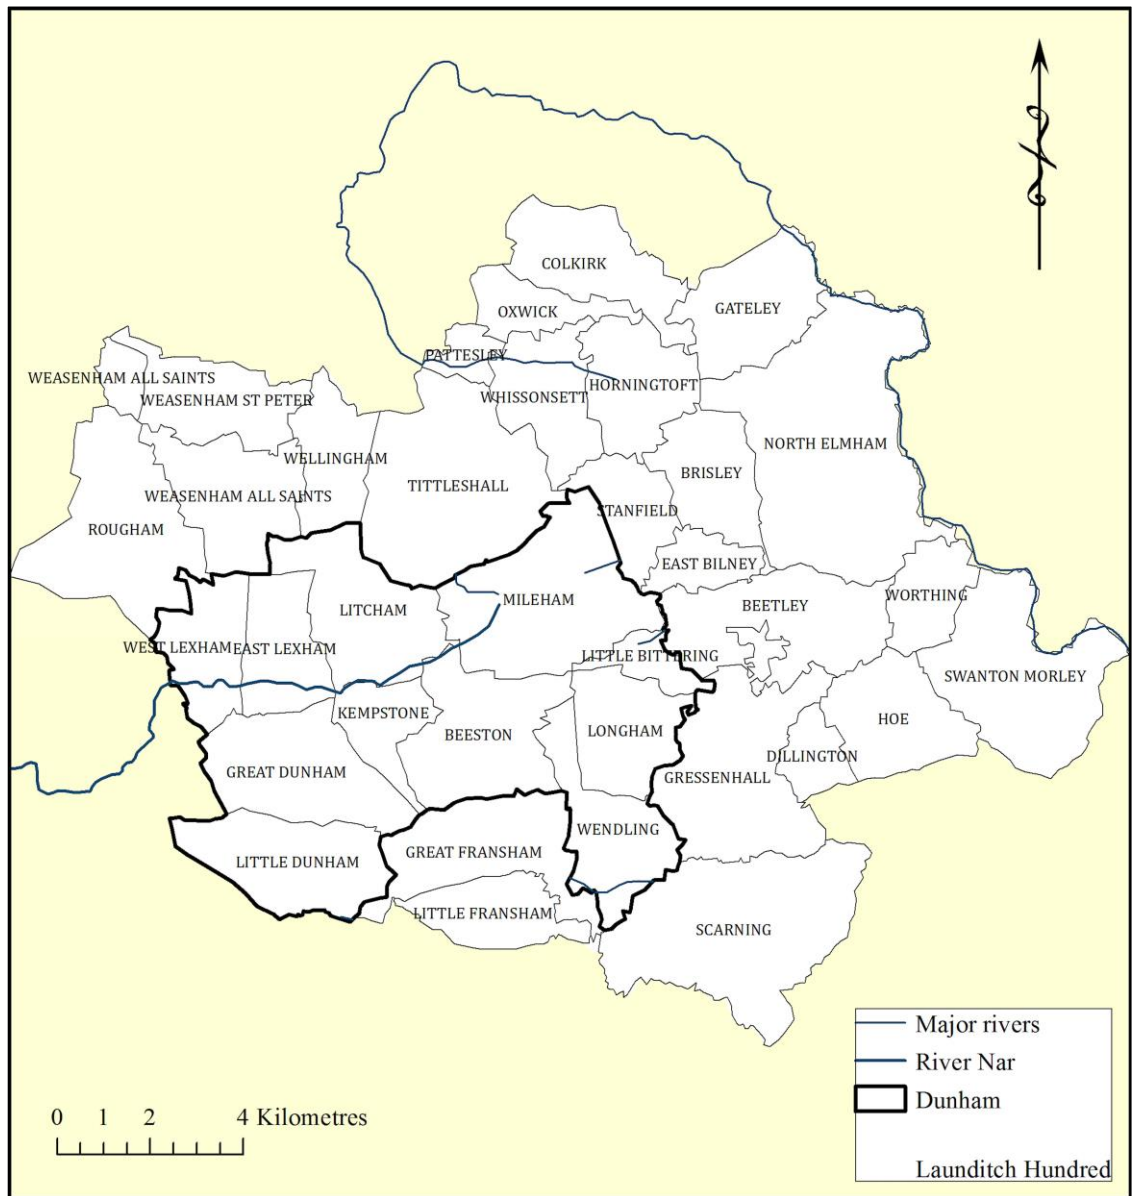 COLKIRK
OXWICK
GATELEY
PATTESLEY
WEASENHAM ALL SAINTS
HORNINGTOFT
WHISSONSETT
WEASENHAM ST PETER
NORTH ELMHAM
WELLINGHAM
BRISLEY
TITTLESHALL
WEASENHAM ALL SAINTS
STANFIELD
ROUGHAM
EAST BILNEY
WORTHING
MILEHAM
BEETLEY
LITCHAM
WEST LEXHAM
EAST LEXHAM
LITTLE BITTERING
SWANTON MORLEY
KEMPSTONE
HOE
LONGHAM
BEESTON
DILLINGTON
GREAT DUNHAM
GRESSENHALL
WENDLING
GREAT FRANSHAM
LITTLE DUNHAM
LITTLE FRANSHAM
SCARNING
Major rivers
River Nar
Dunham
Launditch Hundred
0 1 2 4 Kilometres